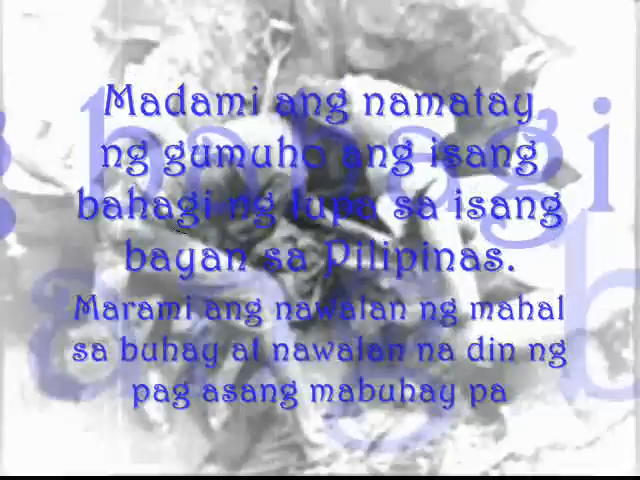 Madami ang namatay
ng gumuho ang isang
bahagi ng lupa sa isang
bayan sa Pilipinas.
Marami ang nawalan ng mahal
sa buhay at nawalan na din ng
pag asang mabuhay pa